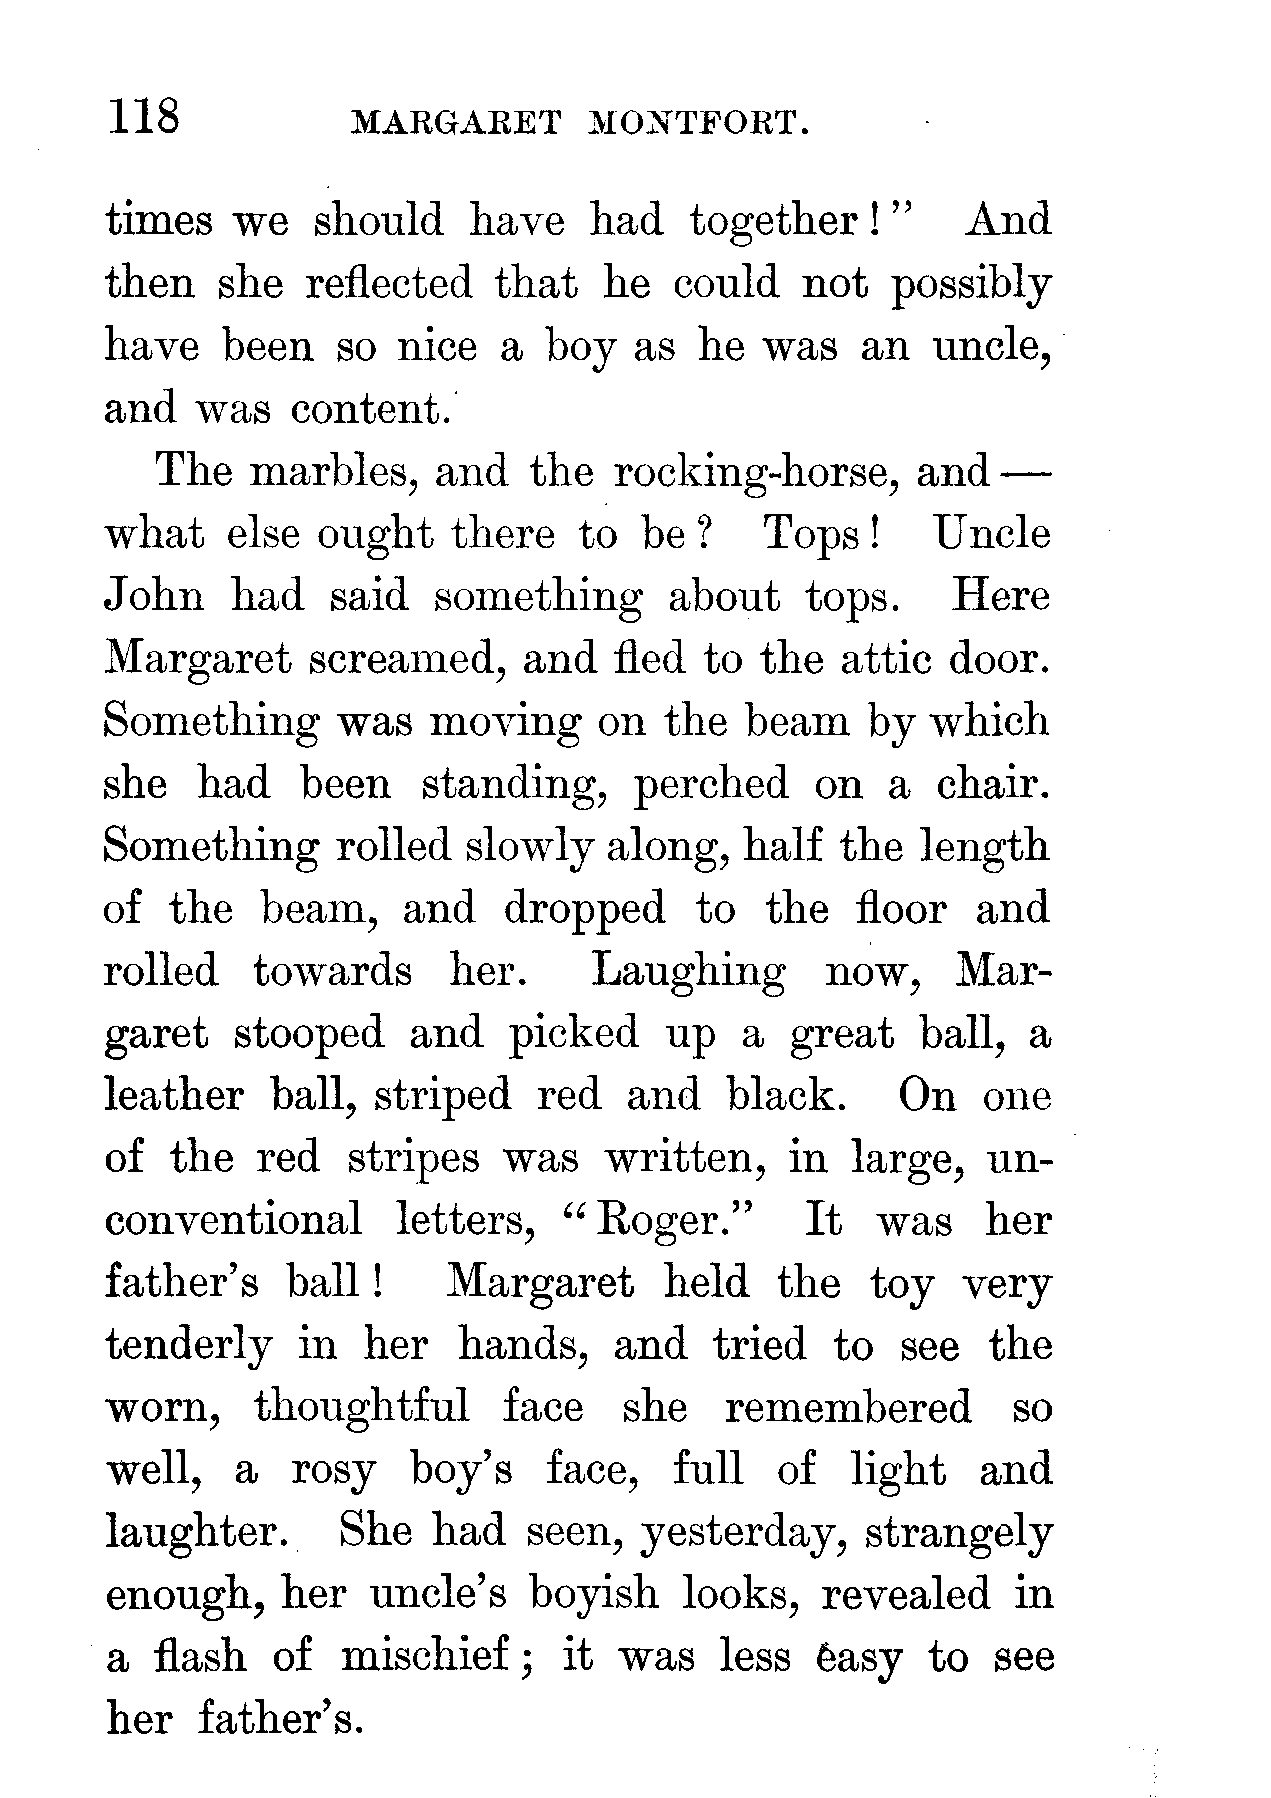 118 MARGARET MONTFORT.
times we should have had together!" And
then she reflected that he could not possibly
have been so nice a boy as he was an uncle,
and was content.
The marbles, and the rocking-horse, and —
what else ought there to be? Tops! Uncle
John had said something about tops. Here
Margaret screamed, and fled to the attic door.
Something was moving on the beam by which
she had been standing, perched on a chair.
Something rolled slowly along, half the length
of the beam, and dropped to the floor and
rolled towards her. Laughing now, Mar-
garet stooped and picked up a great ball, a
leather ball, striped red and black. On one
of the red stripes was written, in large, un-
conventional letters, "Roger." It was her
father's ball! Margaret held the toy very
tenderly in her hands, and tried to see the
worn, thoughtful face she remembered so
well, a rosy boy's face, full of light and
laughter. She had seen, yesterday, strangely
enough, her uncle's boyish looks, revealed in
a flash of mischief; it was less easy to see
her father's.